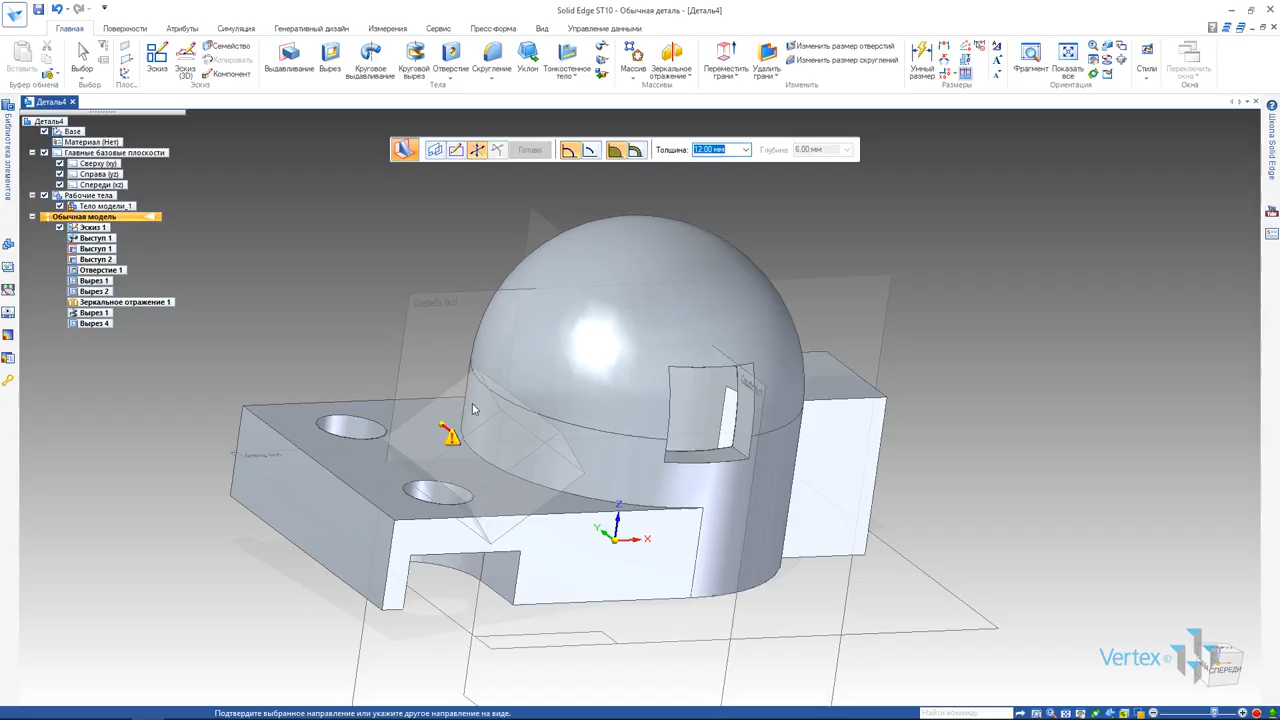 Solid Edge ST10 - Обычная деталь - [Деталь4]
Главная Поверхности Атрибуты Симуляция Генеративный дизайн Измерения Сервис Пресс-форма Вид Управление данными
Вставить Выбор Эскиз Эскиз (3D) Семейство Копировать Компонент Выдавливание Вырез Круговое выдавливание Круговой вырез Отверстие Скругление Уклон Тонкостенное тело Массив Зеркальное отражение Переместить грани Удалить грани Изменить размер отверстий Изменить размер скруглений Умный размер Фрагмент Показать все Стили Переключить окна
Буфер обмена Выбор Плос... Эскиз Тела Массивы Изменить Размеры Ориентация Стиль Окна
Деталь4
Библиотека элементов
Школа Solid Edge
Готово Толщина: 12,00 мм Глубина: 6.00 мм
Деталь4
Base
Материал (Нет)
Главные базовые плоскости
Сверху (xy)
Справа (yz)
Спереди (xz)
Рабочие тела
Тело модели_1
Обычная модель
Эскиз 1
Выступ 1
Выступ 1
Выступ 2
Отверстие 1
Вырез 1
Вырез 2
Зеркальное отражение 1
Вырез 1
Вырез 4
Спереди (xz)
Z
Y
X
Vertex ©
СПЕРЕДИ
Подтвердите выбранное направление или укажите другое направление на виде.
Найти команду